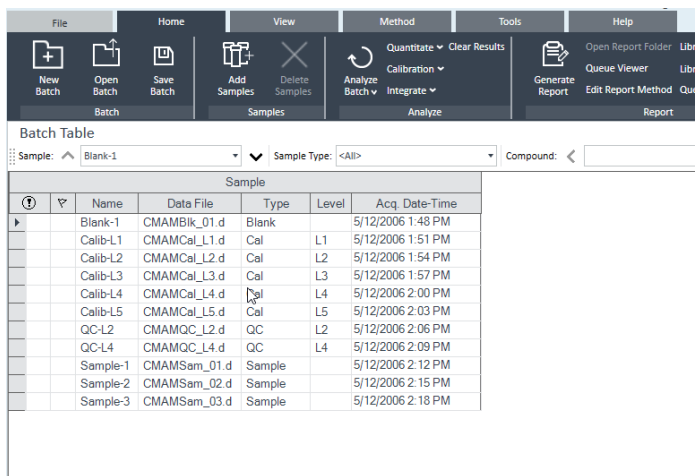 File Home View Method Tools Help
Quantitate Clear Results Open Report Folder
Calibration Queue Viewer
New Batch Open Batch Save Batch Add Samples Delete Samples Analyze Batch Integrate Generate Report Edit Report Method
Batch Samples Analyze Report
Batch Table
Sample: Blank-1 Sample Type: <All> Compound:
Sample
Name Data File Type Level Acq. Date-Time
Blank-1 CMAMBlk_01.d Blank 5/12/2006 1:48 PM
Calib-L1 CMAMCal_L1.d Cal L1 5/12/2006 1:51 PM
Calib-L2 CMAMCal_L2.d Cal L2 5/12/2006 1:54 PM
Calib-L3 CMAMCal_L3.d Cal L3 5/12/2006 1:57 PM
Calib-L4 CMAMCal_L4.d Cal L4 5/12/2006 2:00 PM
Calib-L5 CMAMCal_L5.d Cal L5 5/12/2006 2:03 PM
QC-L2 CMAMQC_L2.d QC L2 5/12/2006 2:06 PM
QC-L4 CMAMQC_L4.d QC L4 5/12/2006 2:09 PM
Sample-1 CMAMSam_01.d Sample 5/12/2006 2:12 PM
Sample-2 CMAMSam_02.d Sample 5/12/2006 2:15 PM
Sample-3 CMAMSam_03.d Sample 5/12/2006 2:18 PM